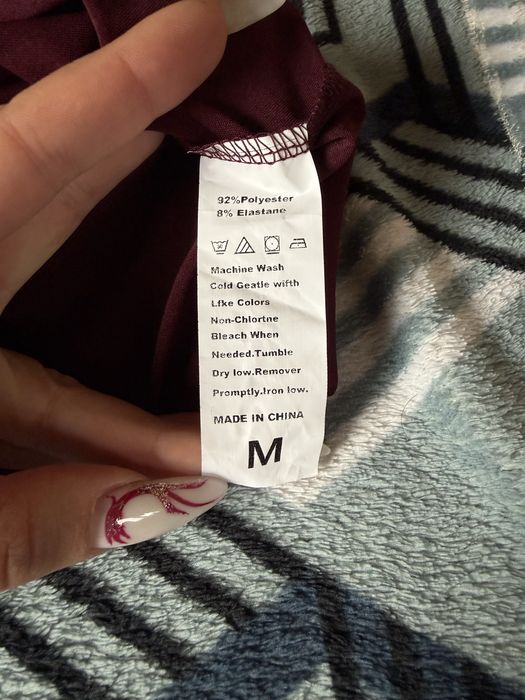 92%Polyester
8% Elastane
Machine Wash
Cold Geatle wifth
Lfke Colors
Non-Chlortne
Bleach When
Needed.Tumble
Dry low.Remover
Promptly.Iron low.
MADE IN CHINA
M